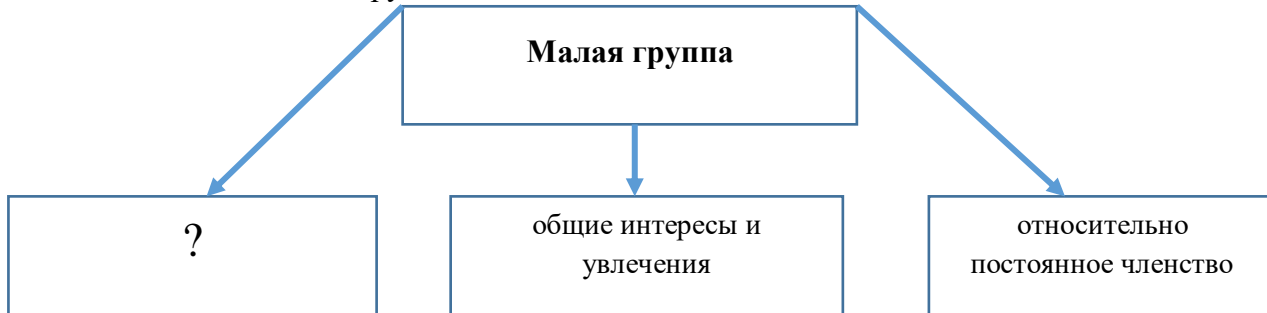 Малая группа
?
общие интересы и
увлечения
относительно
постоянное членство